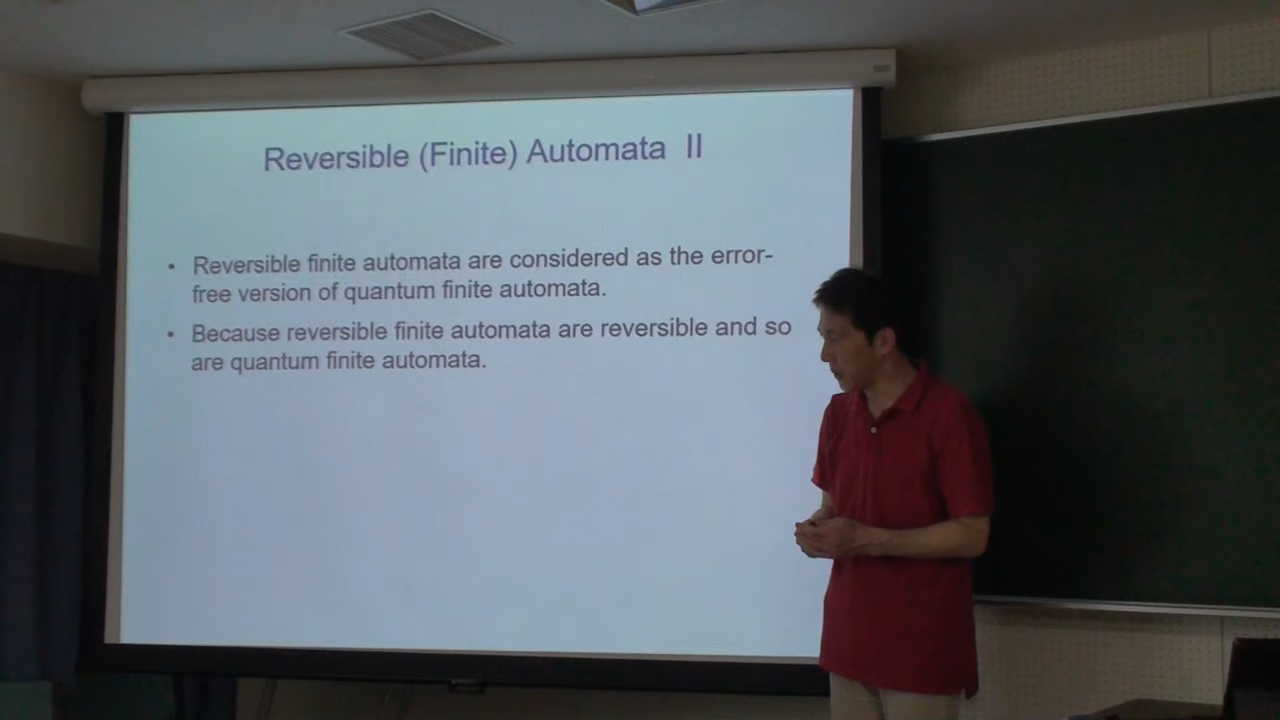 Reversible (Finite) Automata II
• Reversible finite automata are considered as the error-
free version of quantum finite automata.
• Because reversible finite automata are reversible and so
are quantum finite automata.